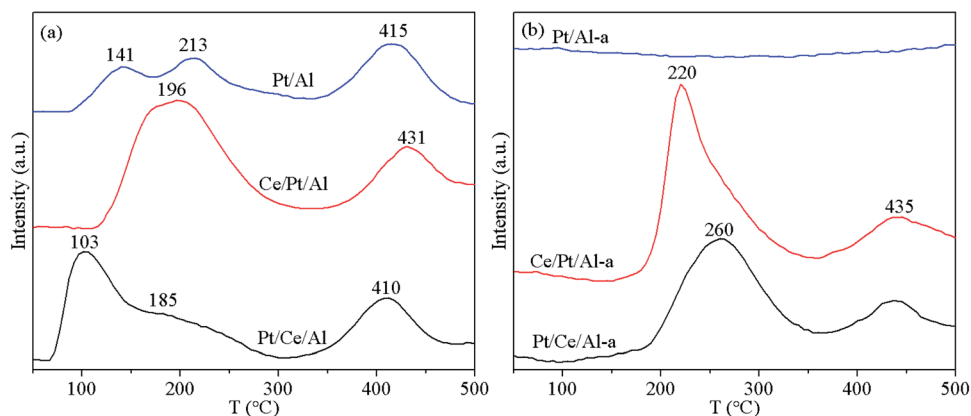 (a)
141
213
415
Pt/Al
196
431
Ce/Pt/Al
103
185
410
Pt/Ce/Al
Intensity (a.u.)
100 200 300 400 500
T (°C)
(b)
Pt/Al-a
220
435
Ce/Pt/Al-a
260
Pt/Ce/Al-a
Intensity (a.u.)
100 200 300 400 500
T (°C)